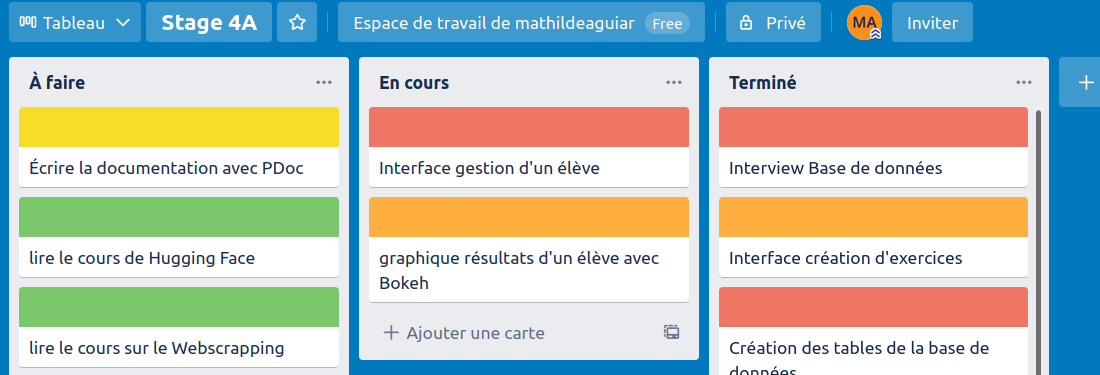 Tableau
Stage 4A
Espace de travail de mathildeaguiar Free
Privé
MA
Inviter
À faire
Écrire la documentation avec PDoc
lire le cours de Hugging Face
lire le cours sur le Webscrapping
En cours
Interface gestion d'un élève
graphique résultats d'un élève avec
Bokeh
Ajouter une carte
Terminé
Interview Base de données
Interface création d'exercices
Création des tables de la base de
données